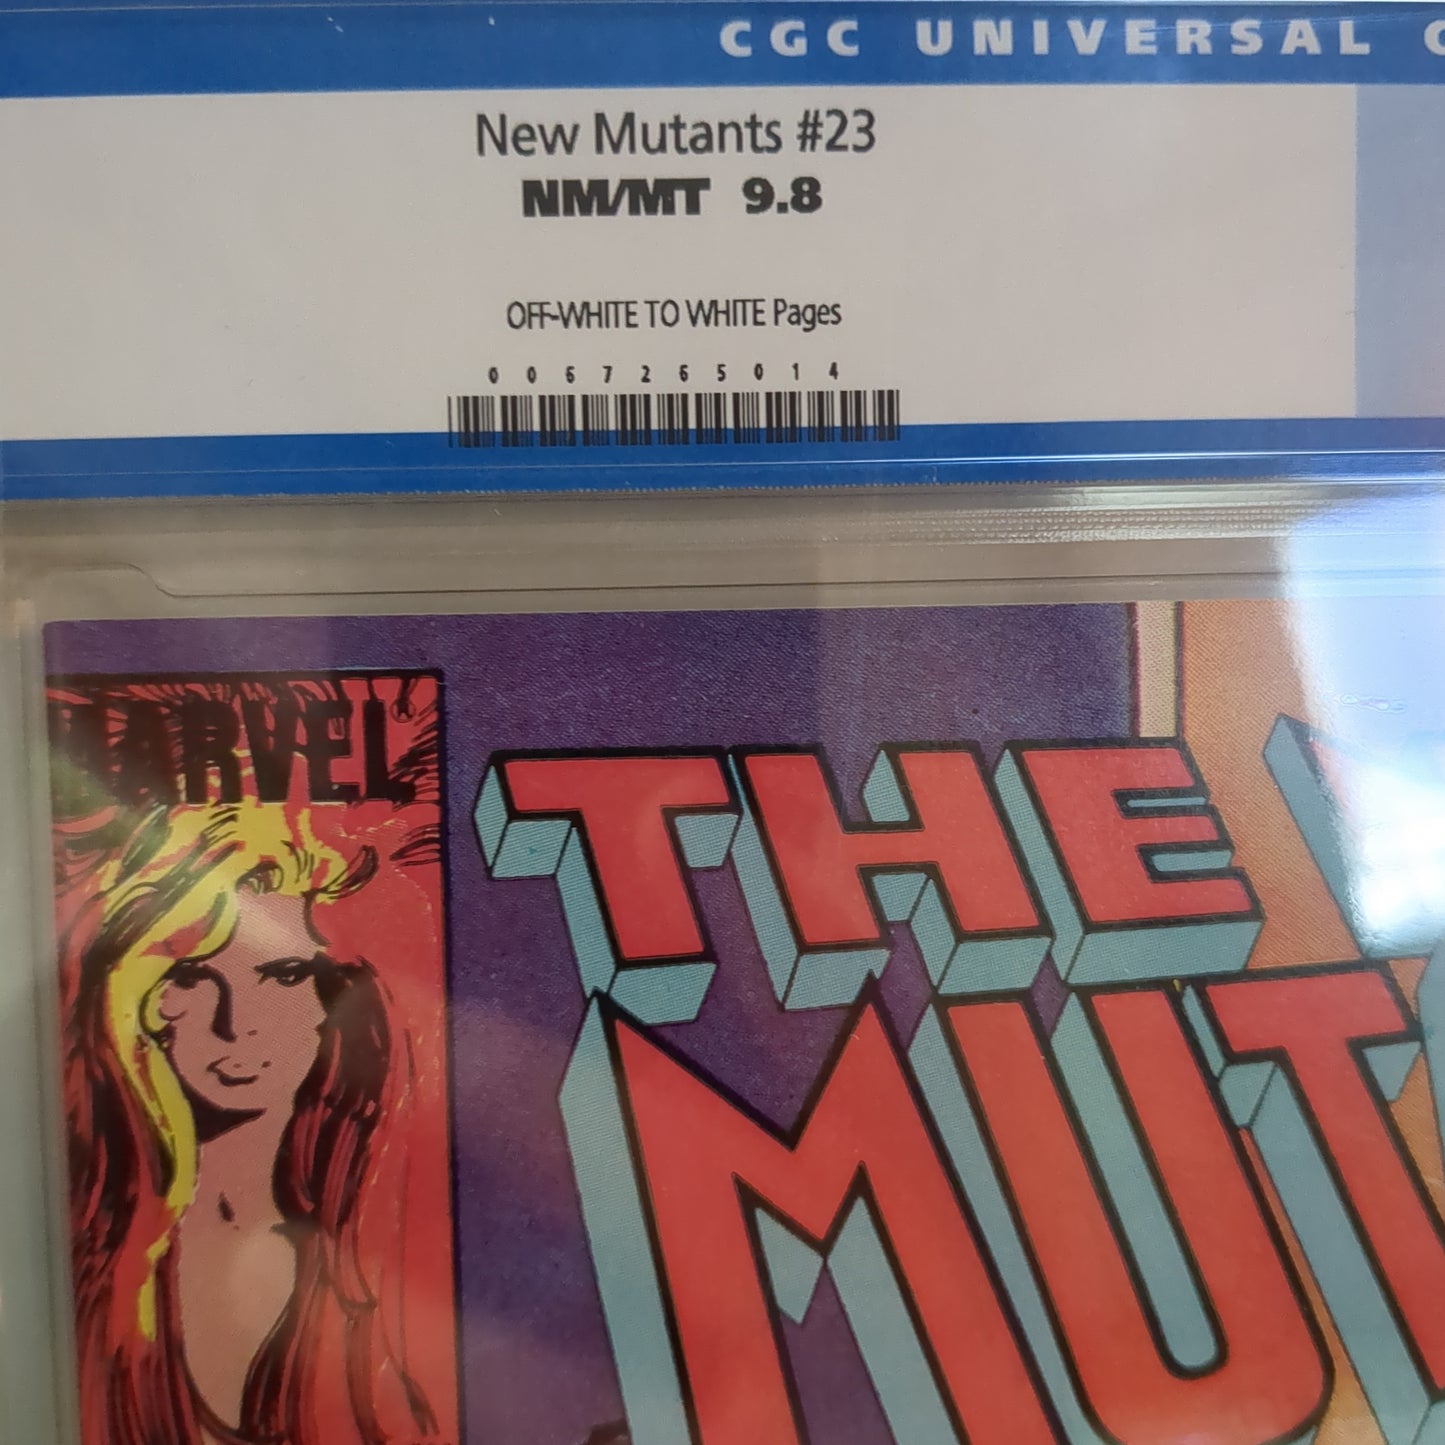 CGC UNIVERSAL
New Mutants #23
NM/MT 9.8
OFF-WHITE TO WHITE Pages
0067265014
MARVEL®
THE
MUT